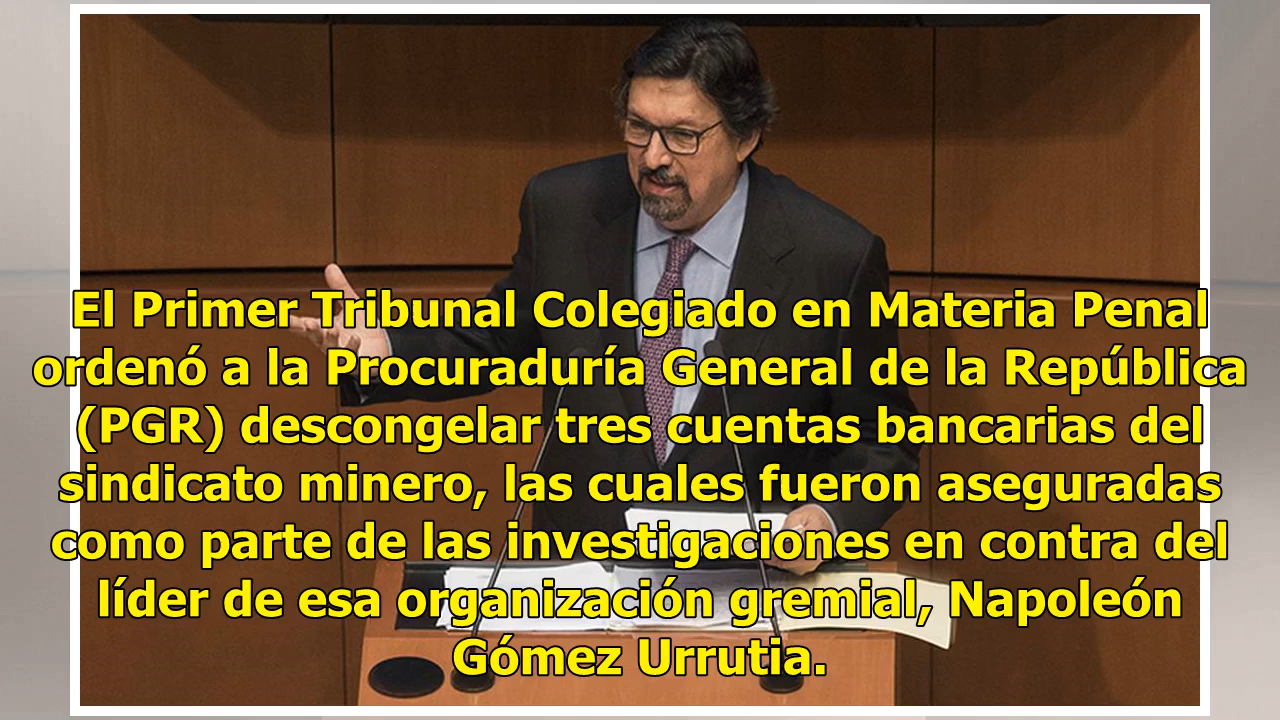 El Primer Tribunal Colegiado en Materia Penal
ordenó a la Procuraduría General de la República
(PGR) descongelar tres cuentas bancarias del
sindicato minero, las cuales fueron aseguradas
como parte de las investigaciones en contra del
líder de esa organización gremial, Napoleón
Gómez Urrutia.